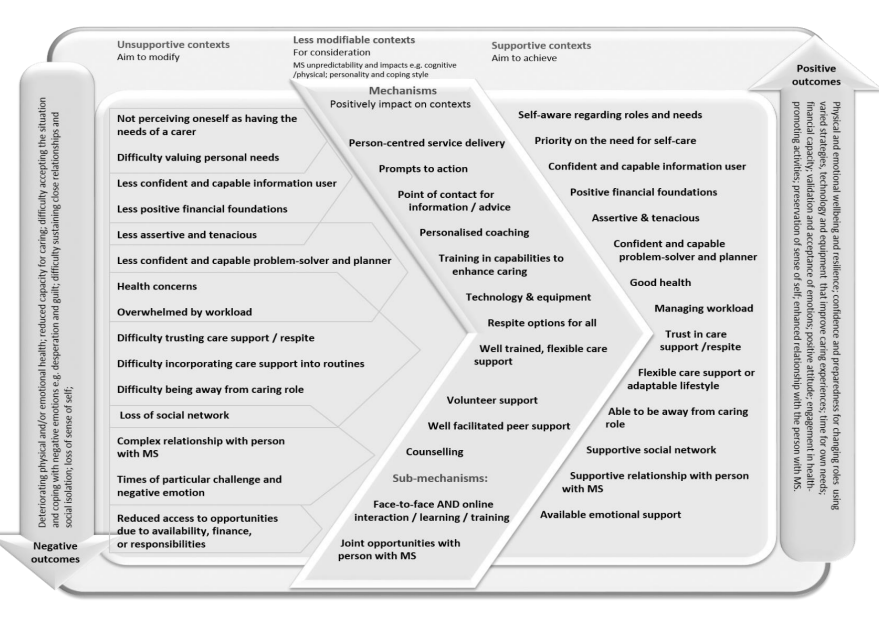 Unsupportive contexts
Aim to modify
Less modifiable contexts
For consideration
MS unpredictability and impacts e.g. cognitive
/physical; personality and coping style
Supportive contexts
Aim to achieve
Deteriorating physical and/or emotional health; reduced capacity for caring; difficulty accepting the situation
and coping with negative emotions e.g. desperation and guilt; difficulty sustaining close relationships and
social isolation; loss of sense of self;
Negative
outcomes
Not perceiving oneself as having the
needs of a carer
Difficulty valuing personal needs
Less confident and capable information user
Less positive financial foundations
Less assertive and tenacious
Less confident and capable problem-solver and planner
Health concerns
Overwhelmed by workload
Difficulty trusting care support / respite
Difficulty incorporating care support into routines
Difficulty being away from caring role
Loss of social network
Complex relationship with person
with MS
Times of particular challenge and
negative emotion
Reduced access to opportunities
due to availability, finance,
or responsibilities
Mechanisms
Positively impact on contexts
Person-centred service delivery
Prompts to action
Point of contact for
information / advice
Personalised coaching
Training in capabilities to
enhance caring
Technology & equipment
Respite options for all
Well trained, flexible care
support
Volunteer support
Well facilitated peer support
Counselling
Sub-mechanisms:
Face-to-face AND online
interaction / learning / training
Joint opportunities with
person with MS
Self-aware regarding roles and needs
Priority on the need for self-care
Confident and capable information user
Positive financial foundations
Assertive & tenacious
Confident and capable
problem-solver and planner
Good health
Managing workload
Trust in care
support /respite
Flexible care support or
adaptable lifestyle
Able to be away from caring
role
Supportive social network
Supportive relationship with person
with MS
Available emotional support
Positive
outcomes
Physical and emotional wellbeing and resilience; confidence and preparedness for changing roles using
varied strategies, technology and equipment that improve caring experiences; time for own needs;
financial capacity; validation and acceptance of emotions; positive attitude; engagement in health-
promoting activities; preservation of sense of self; enhanced relationship with the person with MS.